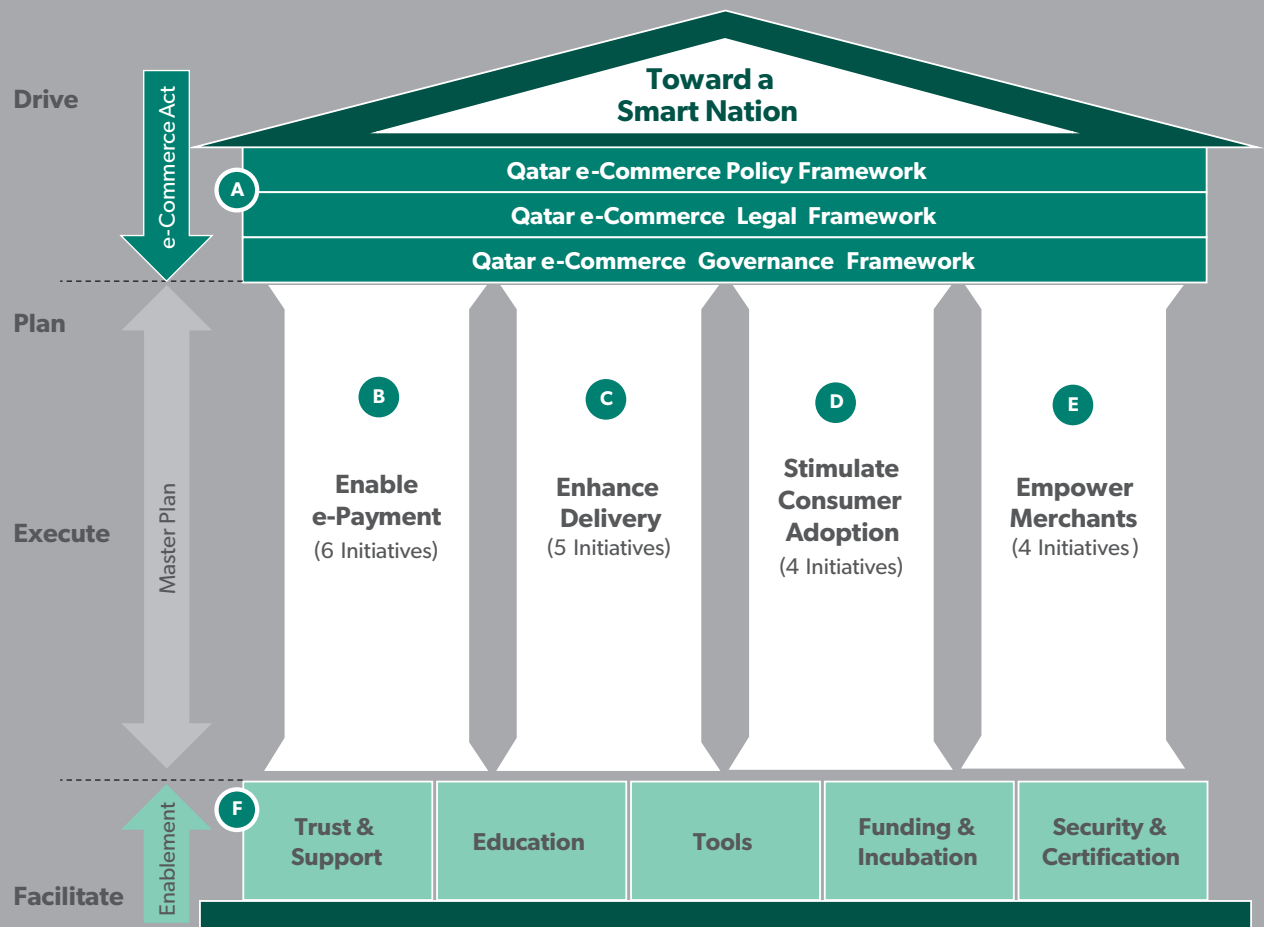 Toward a
Smart Nation
Drive
e-Commerce Act
A
Qatar e-Commerce Policy Framework
Qatar e-Commerce Legal Framework
Qatar e-Commerce Governance Framework
Plan
Execute
Master Plan
B
Enable
e-Payment
(6 Initiatives)
C
Enhance
Delivery
(5 Initiatives)
D
Stimulate
Consumer
Adoption
(4 Initiatives)
E
Empower
Merchants
(4 Initiatives)
Facilitate
Enablement
F
Trust &
Support
Education
Tools
Funding &
Incubation
Security &
Certification